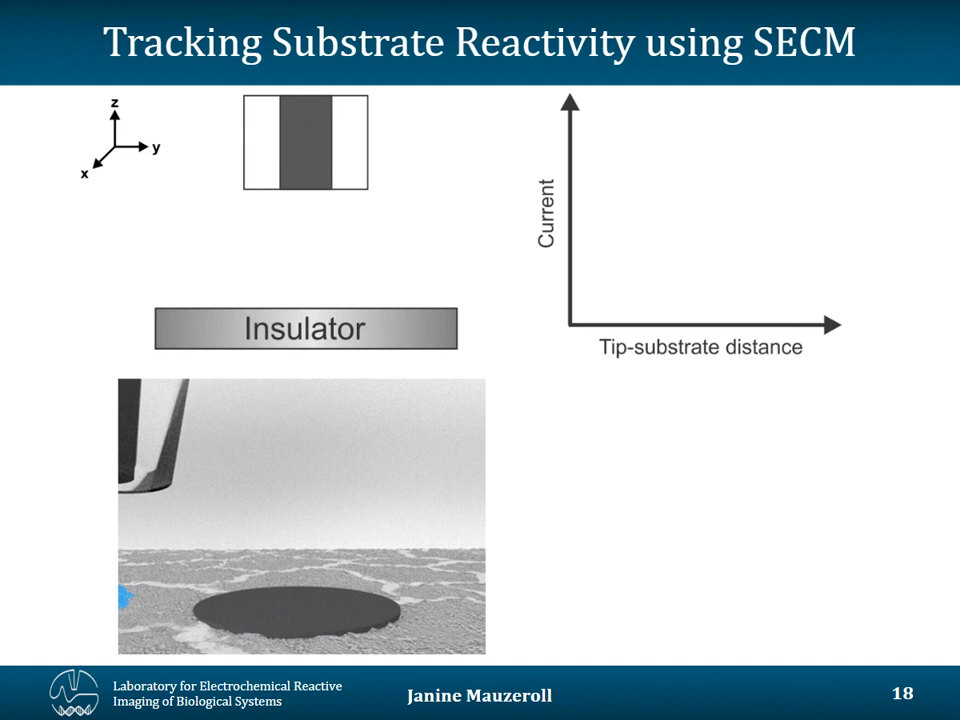 Tracking Substrate Reactivity using SECM
z
y
x
Current
Insulator
Tip-substrate distance
Laboratory for Electrochemical Reactive
Imaging of Biological Systems
Janine Mauzeroll
18